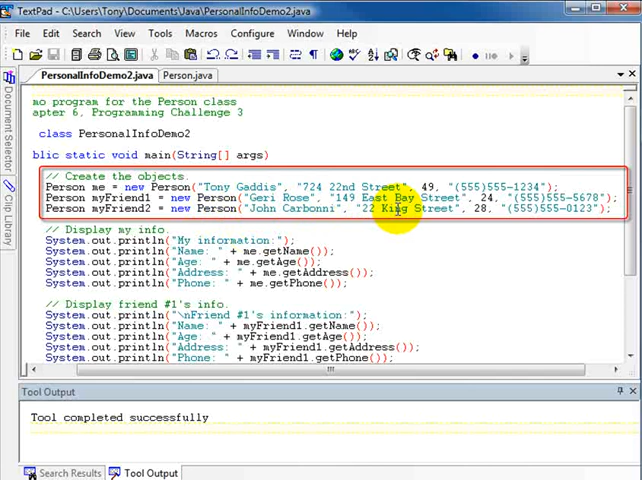 TextPad - C:\Users\Tony\Documents\Java\PersonalInfoDemo2.java
File Edit Search View Tools Macros Configure Window Help
PersonalInfoDemo2.java Person.java
mo program for the Person class
apter 6, Programming Challenge 3
class PersonalInfoDemo2
blic static void main(String[] args)
// Create the objects.
Person me = new Person("Tony Gaddis", "724 22nd Street", 49, "(555)555-1234");
Person myFriend1 = new Person("Geri Rose", "149 East Bay Street", 24, "(555)555-5678");
Person myFriend2 = new Person("John Carbonni", "22 King Street", 28, "(555)555-0123");
// Display my info.
System.out.println("My information:");
System.out.println("Name: " + me.getName());
System.out.println("Age: " + me.getAge());
System.out.println("Address: " + me.getAddress());
System.out.println("Phone: " + me.getPhone());
// Display friend #1's info.
System.out.println("\nFriend #1's information:");
System.out.println("Name: " + myFriend1.getName());
System.out.println("Age: " + myFriend1.getAge());
System.out.println("Address: " + myFriend1.getAddress());
System.out.println("Phone: " + myFriend1.getPhone());
Document Selector
Clip Library
Tool Output
Tool completed successfully
Search Results Tool Output